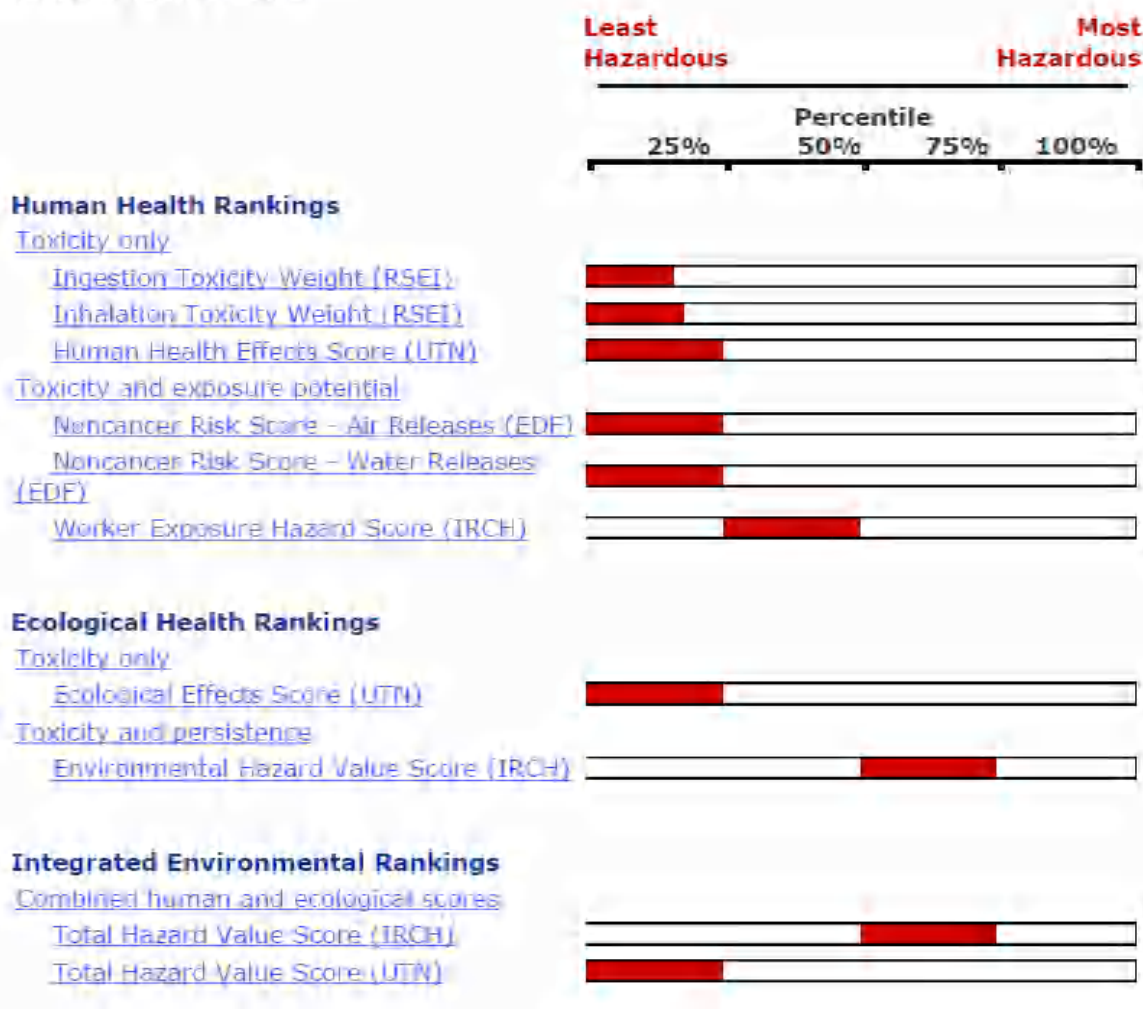 Least Most
Hazardous Hazardous
Percentile
25% 50% 75% 100%
Human Health Rankings
Toxicity only
Ingestion Toxicity Weight (RSEI)
Inhalation Toxicity Weight (RSEI)
Human Health Effects Score (UTN)
Toxicity and exposure potential
Noncancer Risk Score - Air Releases (EDF)
Noncancer Risk Score - Water Releases
(EDF)
Worker Exposure Hazard Score (IRCH)
Ecological Health Rankings
Toxicity only
Ecological Effects Score (UTN)
Toxicity and persistence
Environmental Hazard Value Score (IRCH)
Integrated Environmental Rankings
Combined human and ecological scores
Total Hazard Value Score (IRCH)
Total Hazard Value Score (UTN)